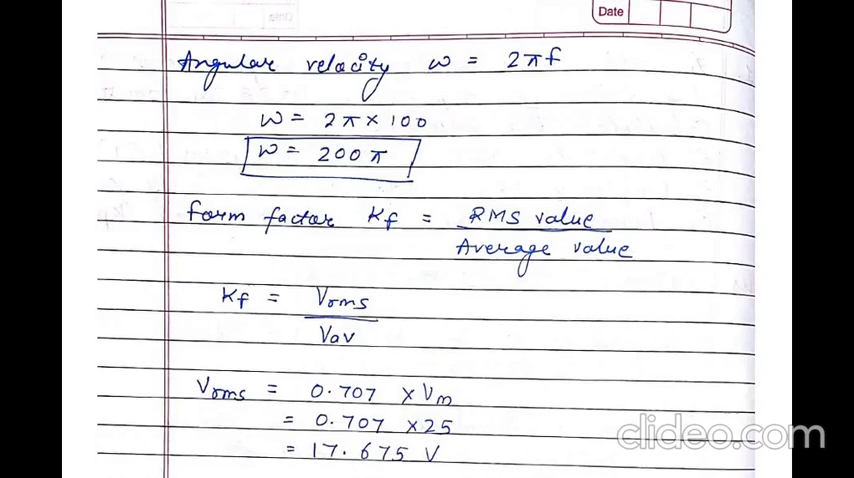 Date
Angular velocity ω = 2πf
ω = 2π × 100
ω = 200 π
Form factor Kf = RMS value
Average value
Kf = Vrms
Vav
Vrms = 0.707 × Vm
= 0.707 × 25
= 17.675 V
clideo.com